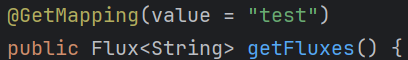 @GetMapping(value = "test")
public Flux<String> getFluxes() {